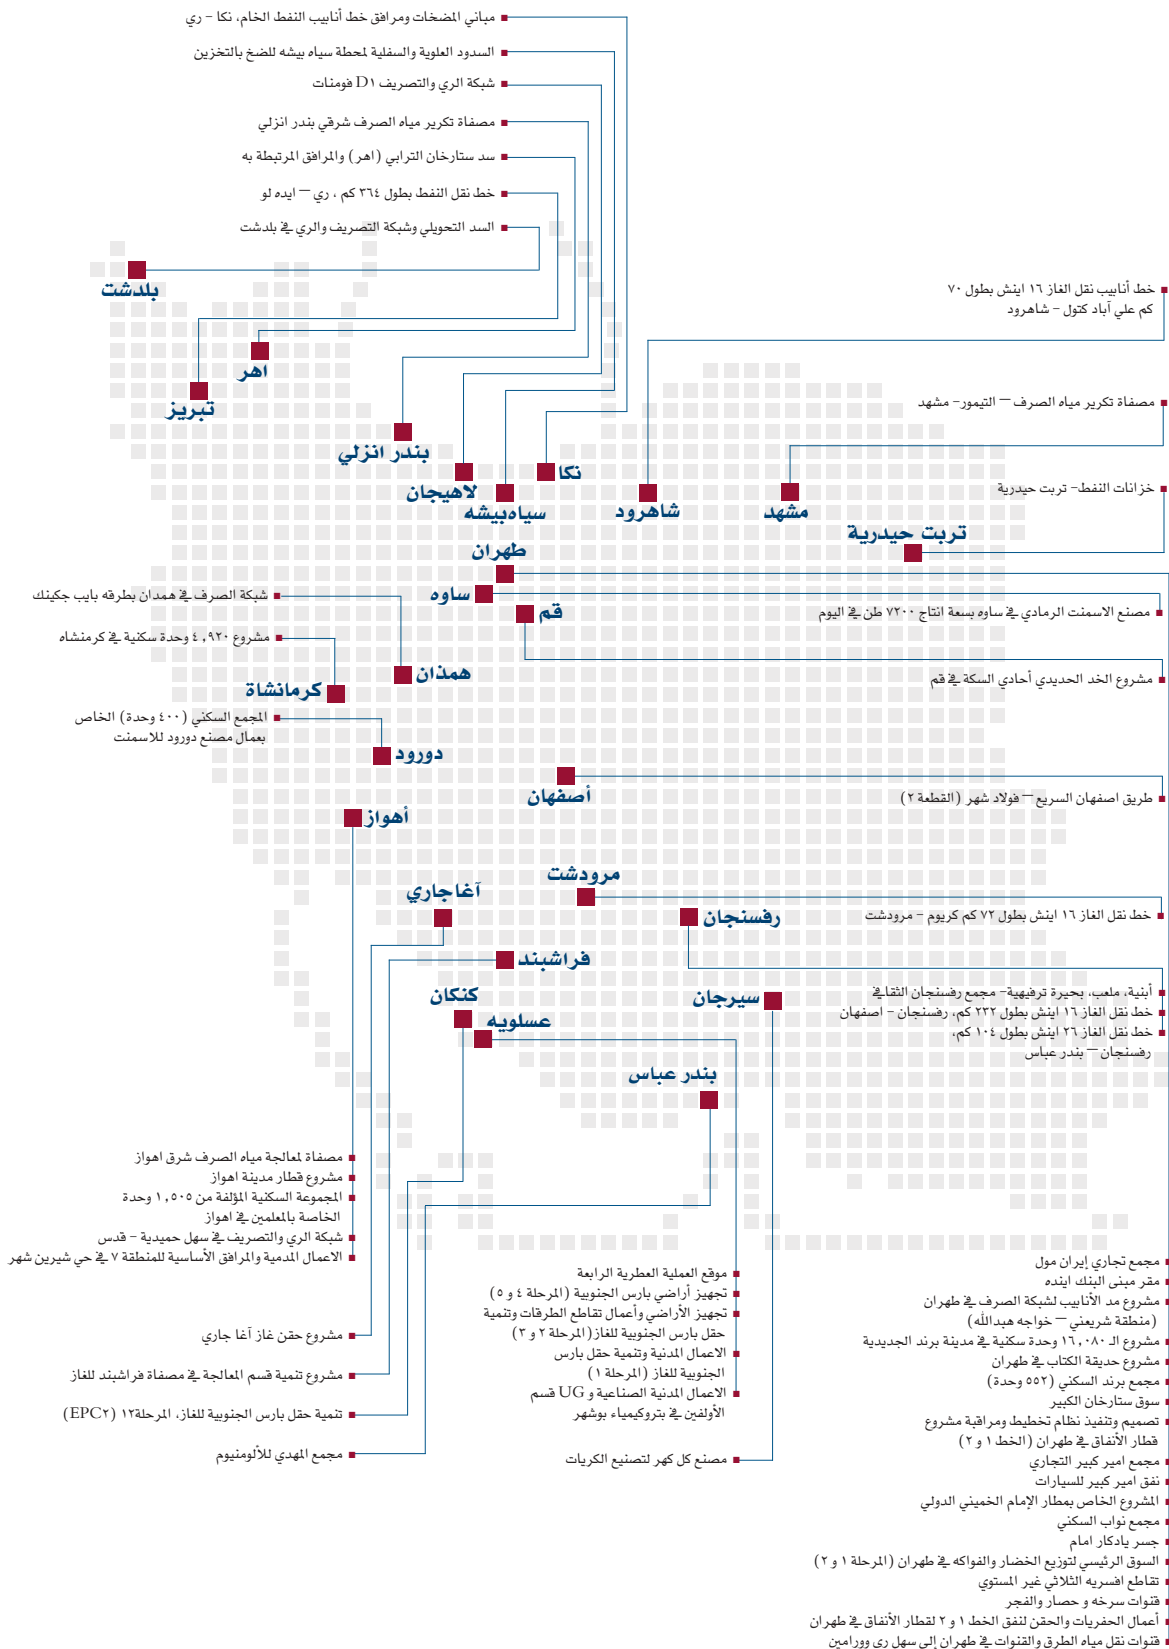 مباني المضخات ومرافق خط أنابيب النفط الخام، نكا - ري
السدود العلوية والسفلية لمحطة سياه بيشه للضخ بالتخزين
شبكة الري والتصريف D١ فومنات
مصفاة تكرير مياه الصرف شرقي بندر انزلي
سد ستارخان الترابي (اهر) والمرافق المرتبطة به
خط نقل النفط بطول ٣٦٤ كم ، ري – ايده لو
السد التحويلي وشبكة التصريف والري في بلدشت
بلدشت
خط أنابيب نقل الغاز ١٦ اينش بطول ٧٠
كم علي آباد كتول - شاهرود
اهر
تبريز
مصفاة تكرير مياه الصرف – التيمور- مشهد
بندر انزلي
نكا
لاهيجان
سياه‌بيشه
شاهرود
مشهد
خزانات النفط- تربت حيدرية
تربت حيدرية
طهران
ساوه
قم
شبكة الصرف في همدان بطرقه بايب جكينك
مصنع الاسمنت الرمادي في ساوه بسعة انتاج ٧٢٠٠ طن في اليوم
مشروع ٤,٩٢٠ وحدة سكنية في كرمنشاه
همذان
كرمانشاة
مشروع الخد الحديدي أحادي السكة في قم
المجمع السكني (٤٠٠ وحدة) الخاص
بعمال مصنع دورود للاسمنت
دورود
أصفهان
طريق اصفهان السريع – فولاد شهر (القطعة ٢)
أهواز
مرودشت
آغاجاري
رفسنجان
خط نقل الغاز ١٦ اينش بطول ٧٢ كم كريوم - مرودشت
فراشبند
كنكان
سيرجان
عسلويه
أبنية، ملعب، بحيرة ترفيهية- مجمع رفسنجان الثقافي
خط نقل الغاز ١٦ اينش بطول ٢٣٢ كم، رفسنجان - اصفهان
خط نقل الغاز ٢٦ اينش بطول ١٠٤ كم،
رفسنجان – بندر عباس
بندر عباس
مصفاة لمعالجة مياه الصرف شرق اهواز
مشروع قطار مدينة اهواز
المجموعة السكنية المؤلفة من ١,٥٠٥ وحدة
الخاصة بالمعلمين في اهواز
شبكة الري والتصريف في سهل حميدية - قدس
الاعمال المدمية والمرافق الأساسية للمنطقة ٧ في حي شيرين شهر
مشروع حقن غاز آغا جاري
مشروع تنمية قسم المعالجة في مصفاة فراشبند للغاز
تنمية حقل بارس الجنوبية للغاز، المرحلة١٢ (EPC٢)
مجمع المهدي للألومنيوم
موقع العملية العطرية الرابعة
تجهيز أراضي بارس الجنوبية (المرحلة ٤ و ٥)
تجهيز الأراضي وأعمال تقاطع الطرقات وتنمية
حقل بارس الجنوبية للغاز(المرحلة ٢ و ٣)
الاعمال المدنية وتنمية حقل بارس
الجنوبية للغاز (المرحلة ١)
الاعمال المدنية الصناعية و UG قسم
الأولفين في بتروكيمياء بوشهر
مصنع كل كهر لتصنيع الكريات
مجمع تجاري إيران مول
مقر مبنى البنك اينده
مشروع مد الأنابيب لشبكة الصرف في طهران
(منطقة شريعني – خواجه هبدالله)
مشروع الـ ١٦,٠٨٠ وحدة سكنية في مدينة برند الجديدية
مشروع حديقة الكتاب في طهران
مجمع برند السكني (٥٥٢ وحدة)
سوق ستارخان الكبير
تصميم وتنفيذ نظام تخطيط ومراقبة مشروع
قطار الأنفاق في طهران (الخط ١ و ٢)
مجمع امير كبير التجاري
نفق امير كبير للسيارات
المشروع الخاص بمطار الإمام الخميني الدولي
مجمع نواب السكني
جسر يادكار امام
السوق الرئيسي لتوزيع الخضار والفواكه في طهران (المرحلة ١ و ٢)
تقاطع افسريه الثلاثي غير المستوي
قنوات سرخه و حصار والفجر
أعمال الحفريات والحقن لنفق الخط ١ و ٢ لقطار الأنفاق في طهران
قنوات نقل مياه الطرق والقنوات في طهران إلى سهل ري وورامين